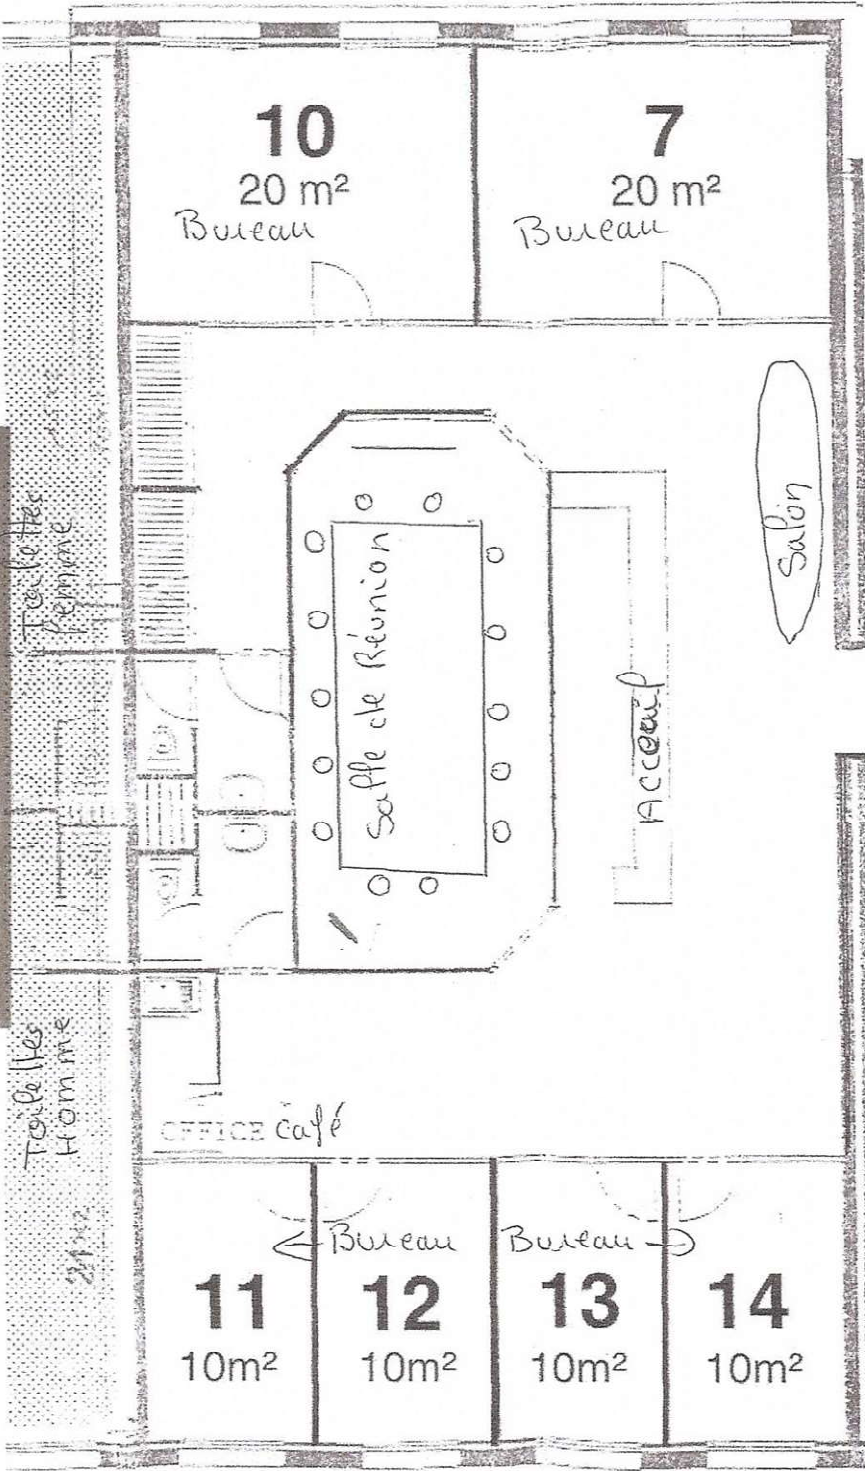 10
20 m²
Bureau
7
20 m²
Bureau
Toilettes
femme
Salle de Réunion
Accueil
Salon
Toilettes
Homme
OFFICE Café
Bureau
Bureau
11
10m²
12
10m²
13
10m²
14
10m²